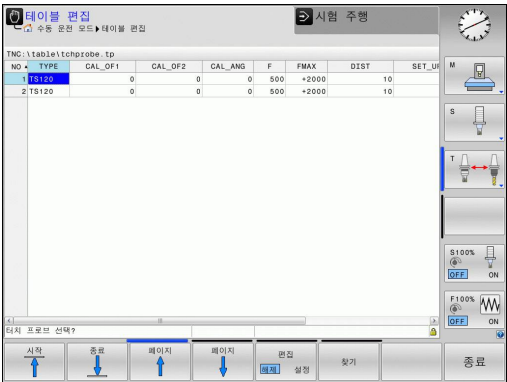 테이블 편집
수동 운전 모드▶테이블 편집
시험 주행
TNC:\table\tchprobe.tp
NO TYPE CAL_OF1 CAL_OF2 CAL_ANG F FMAX DIST SET_UP
1 TS120 0 0 0 500 +2000 10
2 TS120 0 0 0 500 +2000 10
터치 프로브 선택?
M
S
T
S100%
OFF ON
F100%
OFF ON
시작 종료 페이지 페이지 편집 찾기 종료
해제 설정